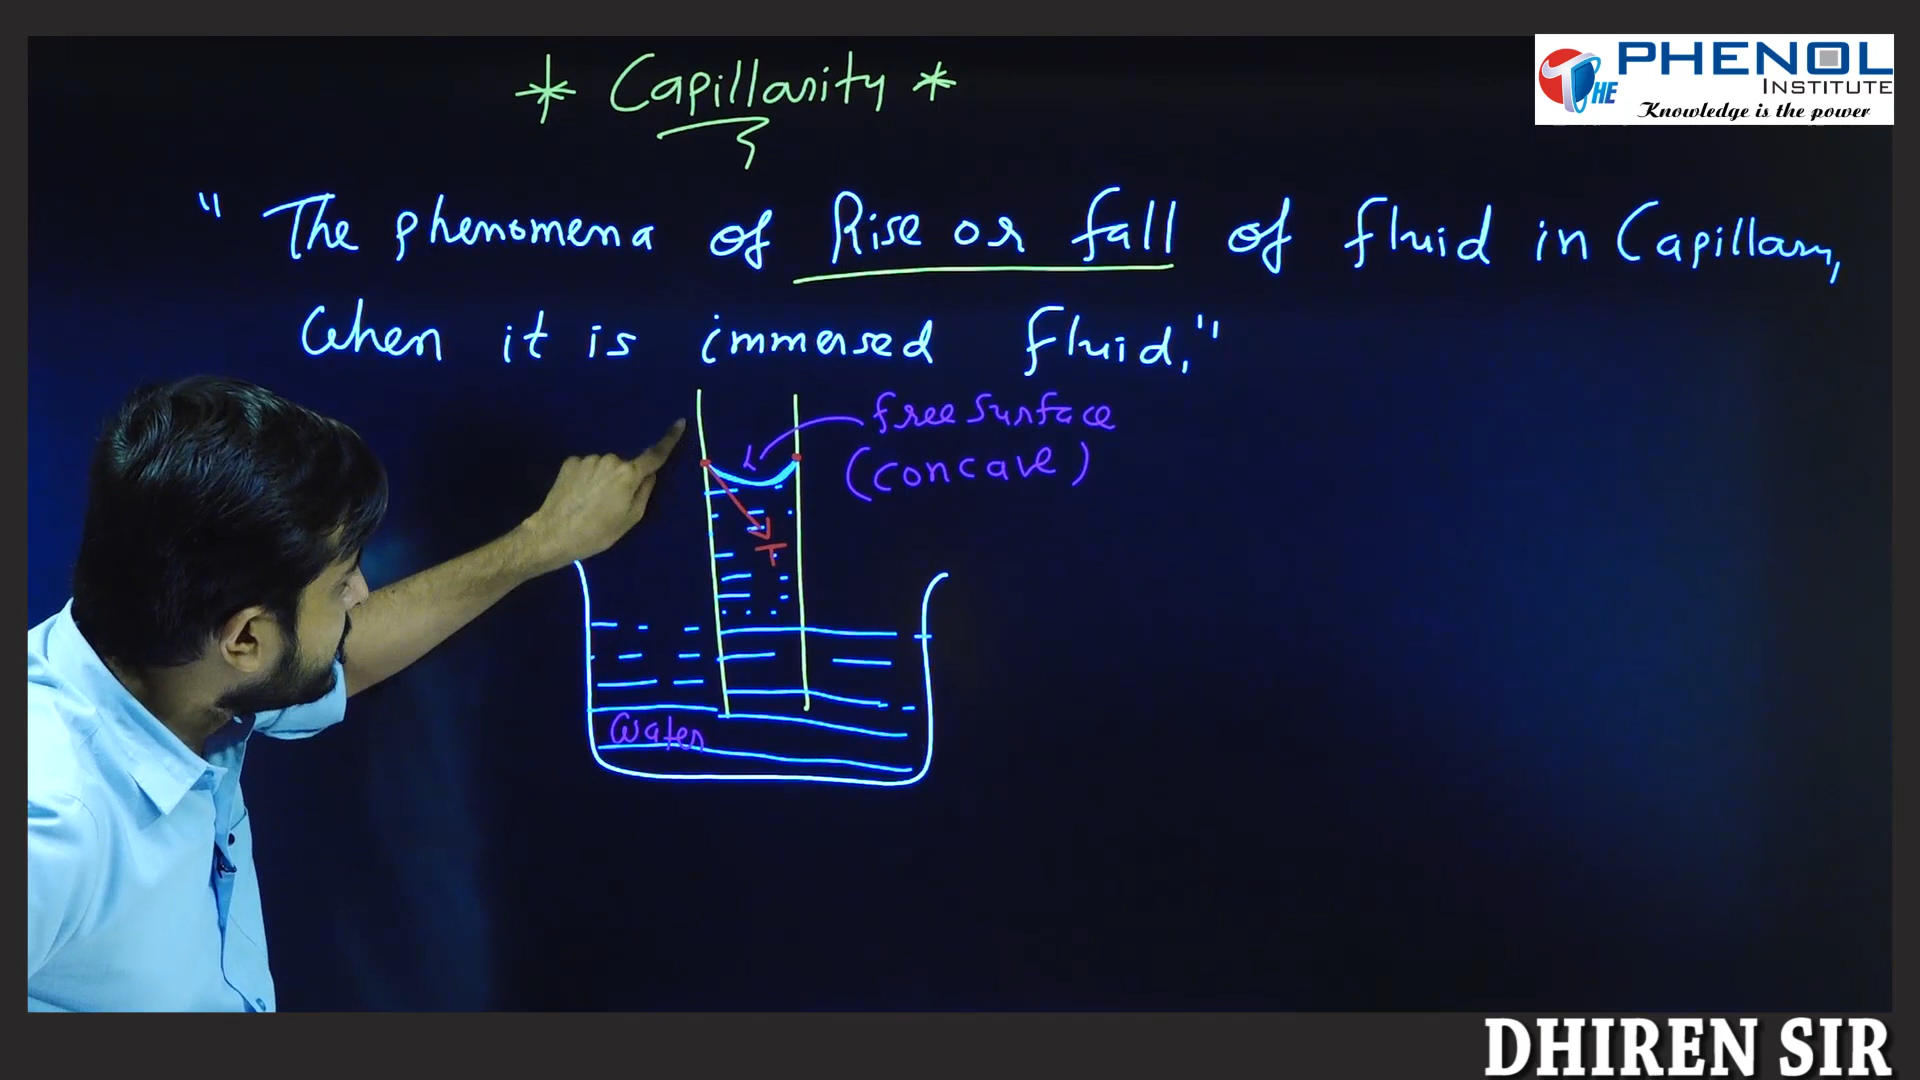 * Capillarity *
THE PHENOL
INSTITUTE
Knowledge is the power
" The phenomena of Rise or fall of fluid in Capillary,
When it is immersed fluid."
free surface
(concave)
T
Water
DHIREN SIR